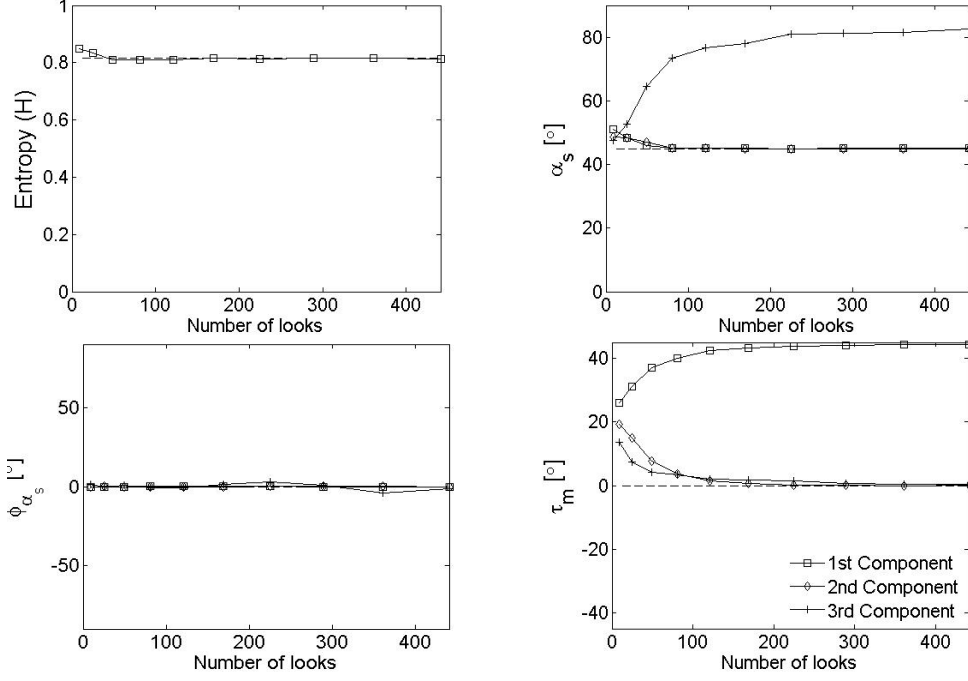 1
0.8
0.6
0.4
0.2
0
Entropy (H)
0 100 200 300 400
Number of looks
80
60
40
20
0
α_s [°]
0 100 200 300 400
Number of looks
50
0
-50
ϕ_α_s [°]
0 100 200 300 400
Number of looks
40
20
0
-20
-40
τ_m [°]
1st Component
2nd Component
3rd Component
0 100 200 300 400
Number of looks